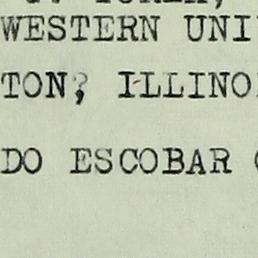 WESTERN UNI
TON, ILLINO
DO ESCOBAR (